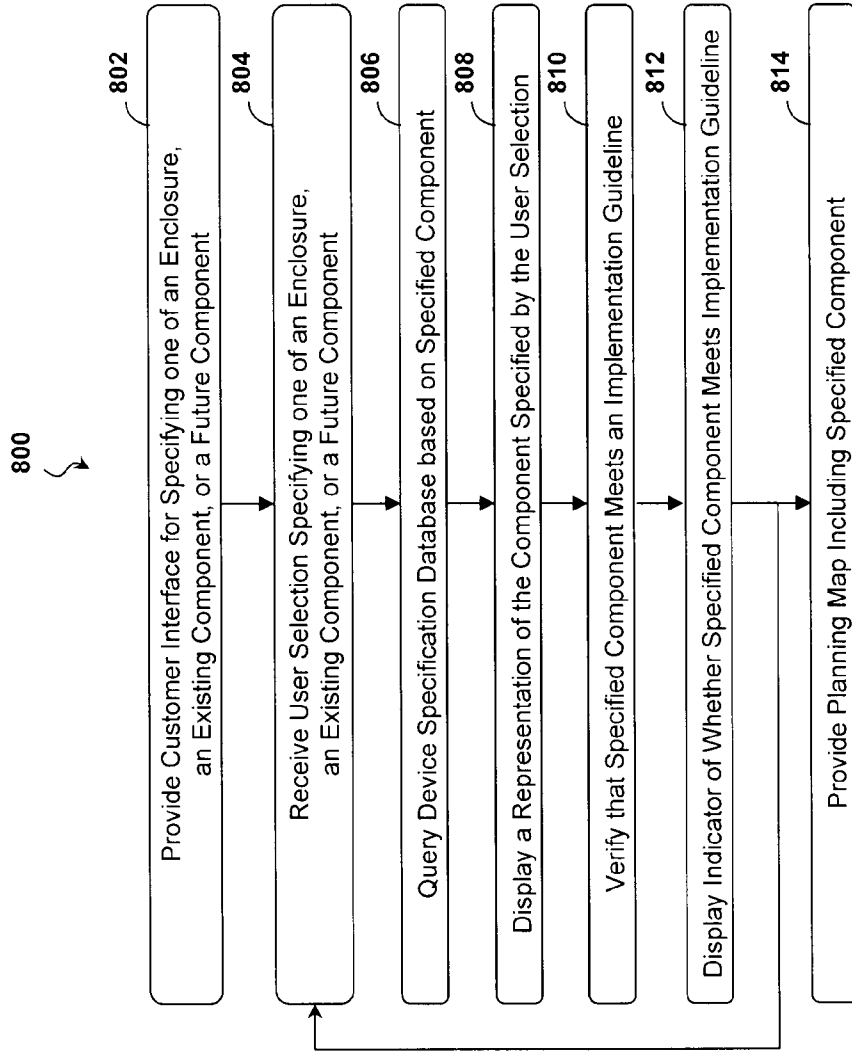 800
802
Provide Customer Interface for Specifying one of an Enclosure,
an Existing Component, or a Future Component
804
Receive User Selection Specifying one of an Enclosure,
an Existing Component, or a Future Component
806
Query Device Specification Database based on Specified Component
808
Display a Representation of the Component Specified by the User Selection
810
Verify that Specified Component Meets an Implementation Guideline
812
Display Indicator of Whether Specified Component Meets Implementation Guideline
814
Provide Planning Map Including Specified Component